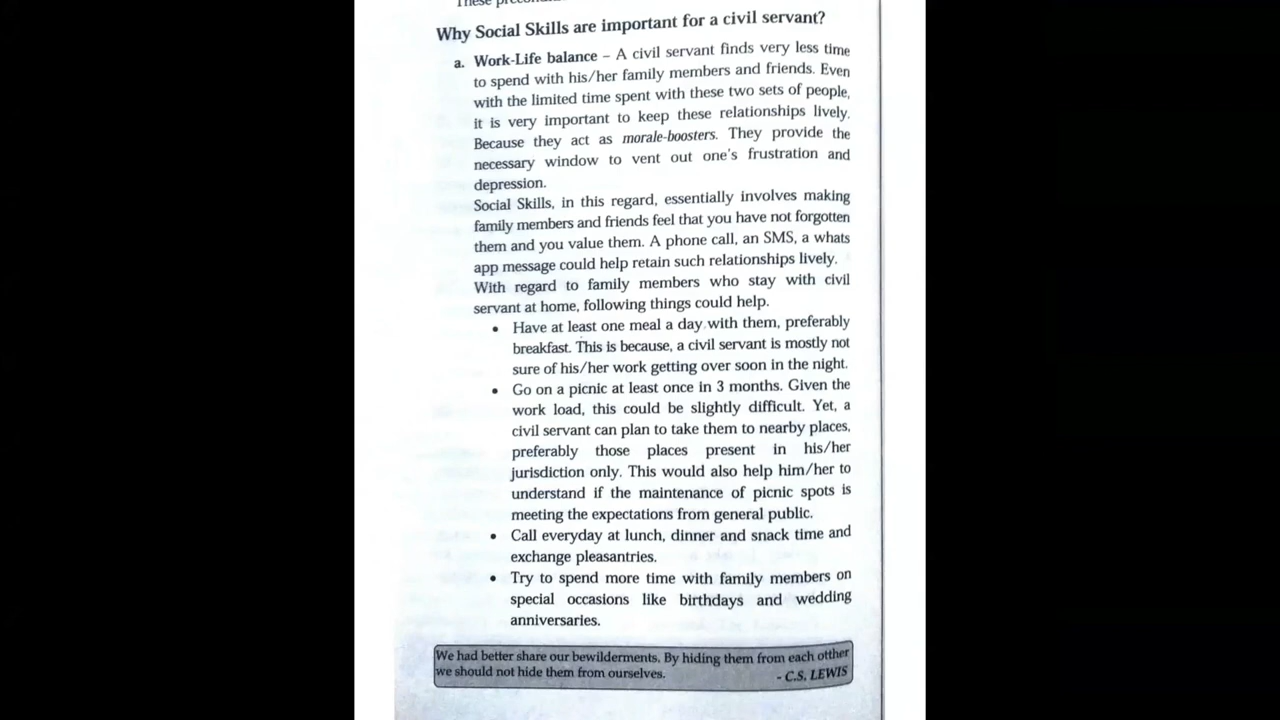 These
Why Social Skills are important for a civil servant?
a. Work-Life balance – A civil servant finds very less time
to spend with his/her family members and friends. Even
with the limited time spent with these two sets of people,
it is very important to keep these relationships lively.
Because they act as morale-boosters. They provide the
necessary window to vent out one's frustration and
depression.
Social Skills, in this regard, essentially involves making
family members and friends feel that you have not forgotten
them and you value them. A phone call, an SMS, a whats
app message could help retain such relationships lively.
With regard to family members who stay with civil
servant at home, following things could help.
• Have at least one meal a day with them, preferably
breakfast. This is because, a civil servant is mostly not
sure of his/her work getting over soon in the night.
• Go on a picnic at least once in 3 months. Given the
work load, this could be slightly difficult. Yet, a
civil servant can plan to take them to nearby places,
preferably those places present in his/her
jurisdiction only. This would also help him/her to
understand if the maintenance of picnic spots is
meeting the expectations from general public.
• Call everyday at lunch, dinner and snack time and
exchange pleasantries.
• Try to spend more time with family members on
special occasions like birthdays and wedding
anniversaries.
We had better share our bewilderments. By hiding them from each otther
we should not hide them from ourselves.
- C.S. LEWIS